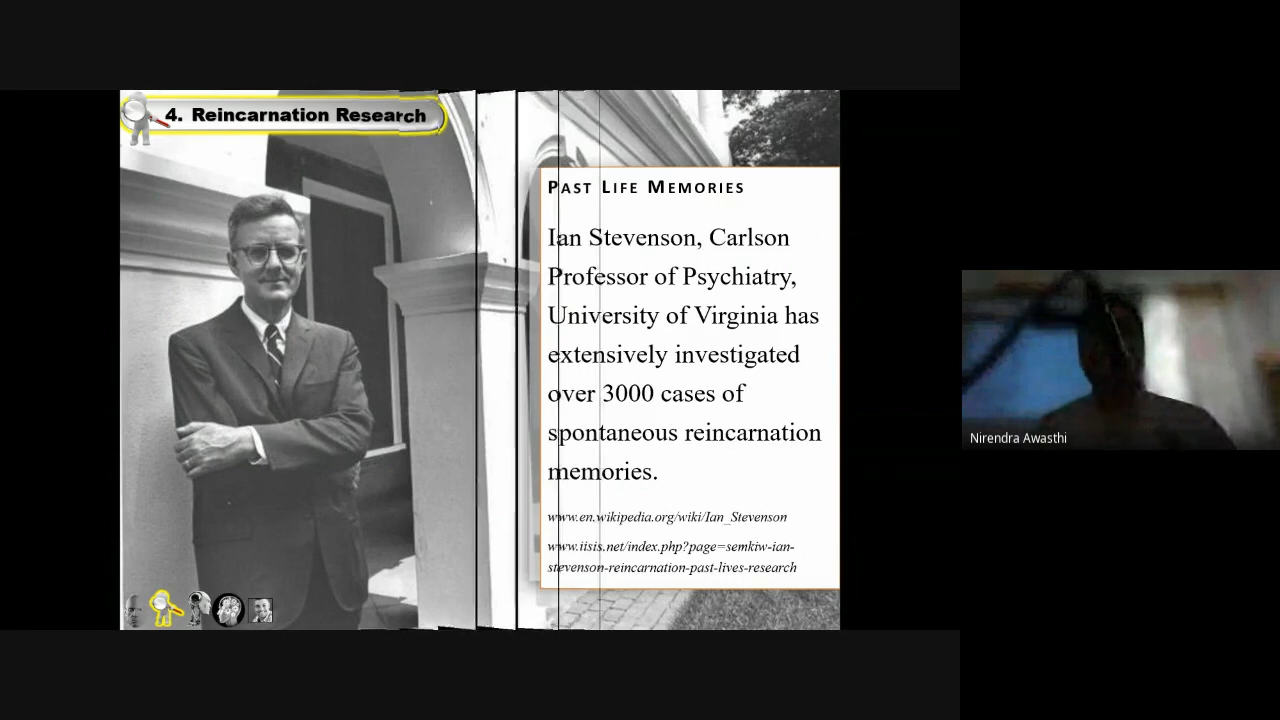 4. Reincarnation Research
PAST LIFE MEMORIES
Ian Stevenson, Carlson
Professor of Psychiatry,
University of Virginia has
extensively investigated
over 3000 cases of
spontaneous reincarnation
memories.
www.en.wikipedia.org/wiki/Ian_Stevenson
www.iisis.net/index.php?page=semkiw-ian-
stevenson-reincarnation-past-lives-research
Nirendra Awasthi